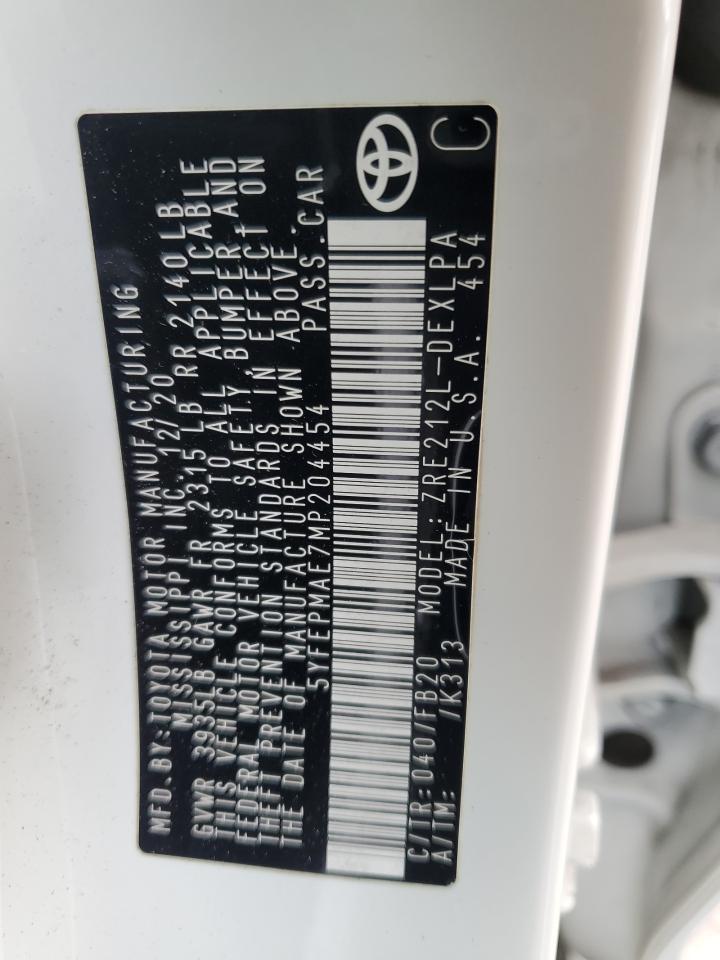 MFD.BY:TOYOTA MOTOR MANUFACTURING
MISSISSIPPI INC.12/20
GVWR 3935LB GAWR FR 2315LB RR 2140LB
THIS VEHICLE CONFORMS TO ALL APPLICABLE
FEDERAL MOTOR VEHICLE SAFETY, BUMPER AND
THEFT PREVENTION STANDARDS IN EFFECT ON
THE DATE OF MANUFACTURE SHOWN ABOVE.
5YFEPMAE7MP204454 PASS.CAR
C/TR:040/FB20 MODEL:ZRE212L-DEXLPA
A/TM: /K313 MADE IN U.S.A. 454
C